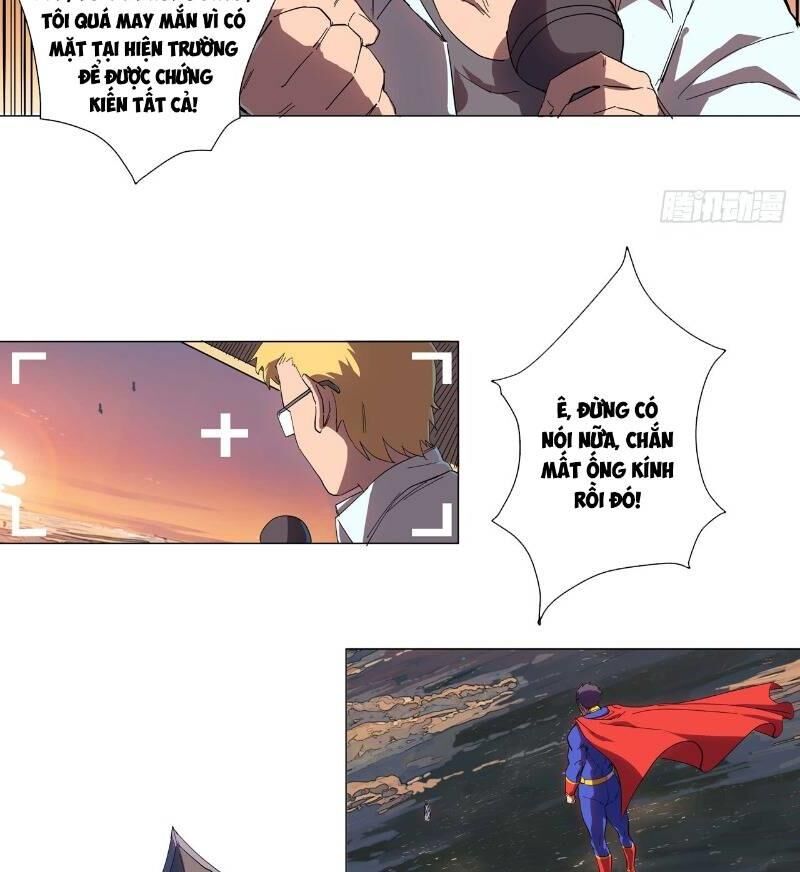 TÔI QUÁ MAY MẮN VÌ CÓ
MẶT TẠI HIỆN TRƯỜNG
ĐỂ ĐƯỢC CHỨNG
KIẾN TẤT CẢ!
腾讯动漫
Ê, ĐỪNG CÓ
NÓI NỮA, CHẮN
MẤT ỐNG KÍNH
RỒI ĐÓ!